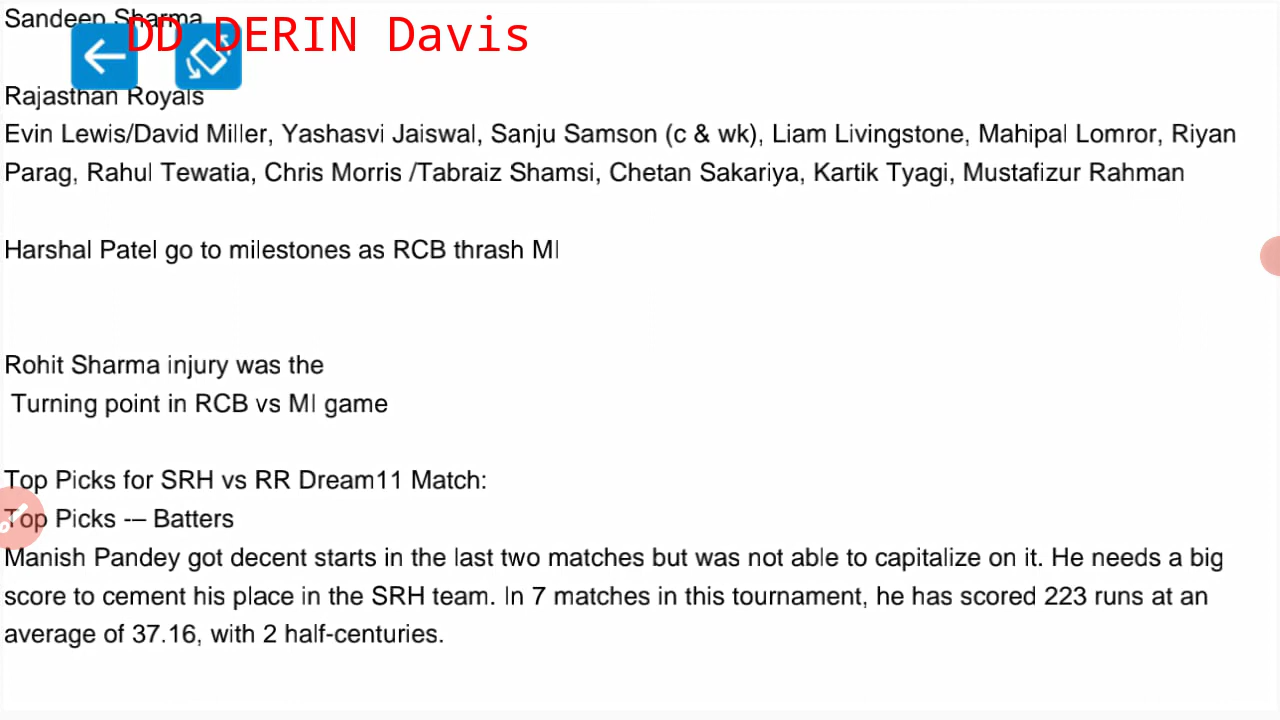 Sandeep Sharma
DD DERIN Davis
Rajasthan Royals
Evin Lewis/David Miller, Yashasvi Jaiswal, Sanju Samson (c & wk), Liam Livingstone, Mahipal Lomror, Riyan
Parag, Rahul Tewatia, Chris Morris /Tabraiz Shamsi, Chetan Sakariya, Kartik Tyagi, Mustafizur Rahman
Harshal Patel go to milestones as RCB thrash MI
Rohit Sharma injury was the
Turning point in RCB vs MI game
Top Picks for SRH vs RR Dream11 Match:
Top Picks -– Batters
Manish Pandey got decent starts in the last two matches but was not able to capitalize on it. He needs a big
score to cement his place in the SRH team. In 7 matches in this tournament, he has scored 223 runs at an
average of 37.16, with 2 half-centuries.